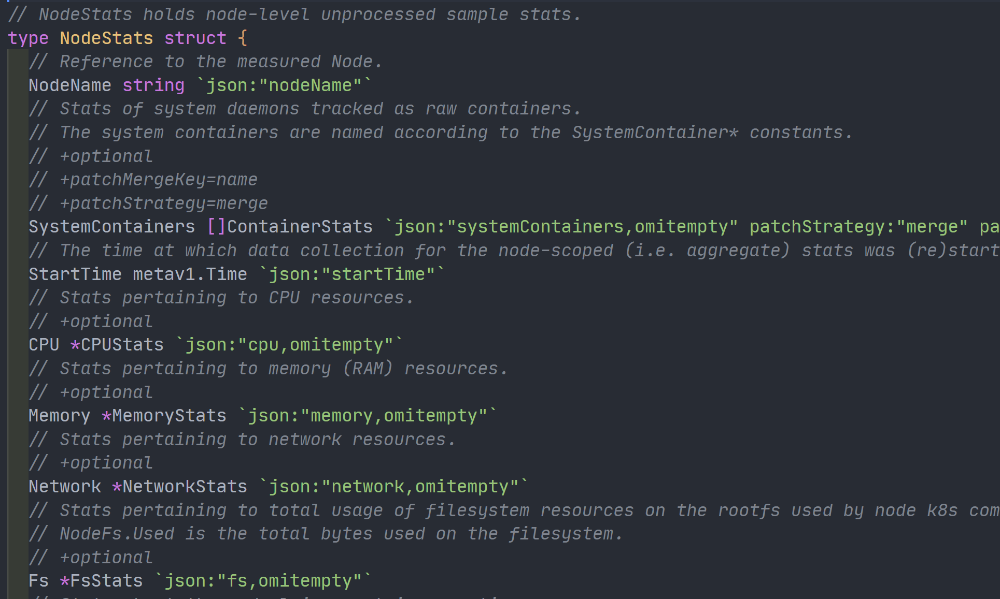 // NodeStats holds node-level unprocessed sample stats.
type NodeStats struct {
// Reference to the measured Node.
NodeName string `json:"nodeName"`
// Stats of system daemons tracked as raw containers.
// The system containers are named according to the SystemContainer* constants.
// +optional
// +patchMergeKey=name
// +patchStrategy=merge
SystemContainers []ContainerStats `json:"systemContainers,omitempty" patchStrategy:"merge" pa
// The time at which data collection for the node-scoped (i.e. aggregate) stats was (re)start
StartTime metav1.Time `json:"startTime"`
// Stats pertaining to CPU resources.
// +optional
CPU *CPUStats `json:"cpu,omitempty"`
// Stats pertaining to memory (RAM) resources.
// +optional
Memory *MemoryStats `json:"memory,omitempty"`
// Stats pertaining to network resources.
// +optional
Network *NetworkStats `json:"network,omitempty"`
// Stats pertaining to total usage of filesystem resources on the rootfs used by node k8s com
// NodeFs.Used is the total bytes used on the filesystem.
// +optional
Fs *FsStats `json:"fs,omitempty"`